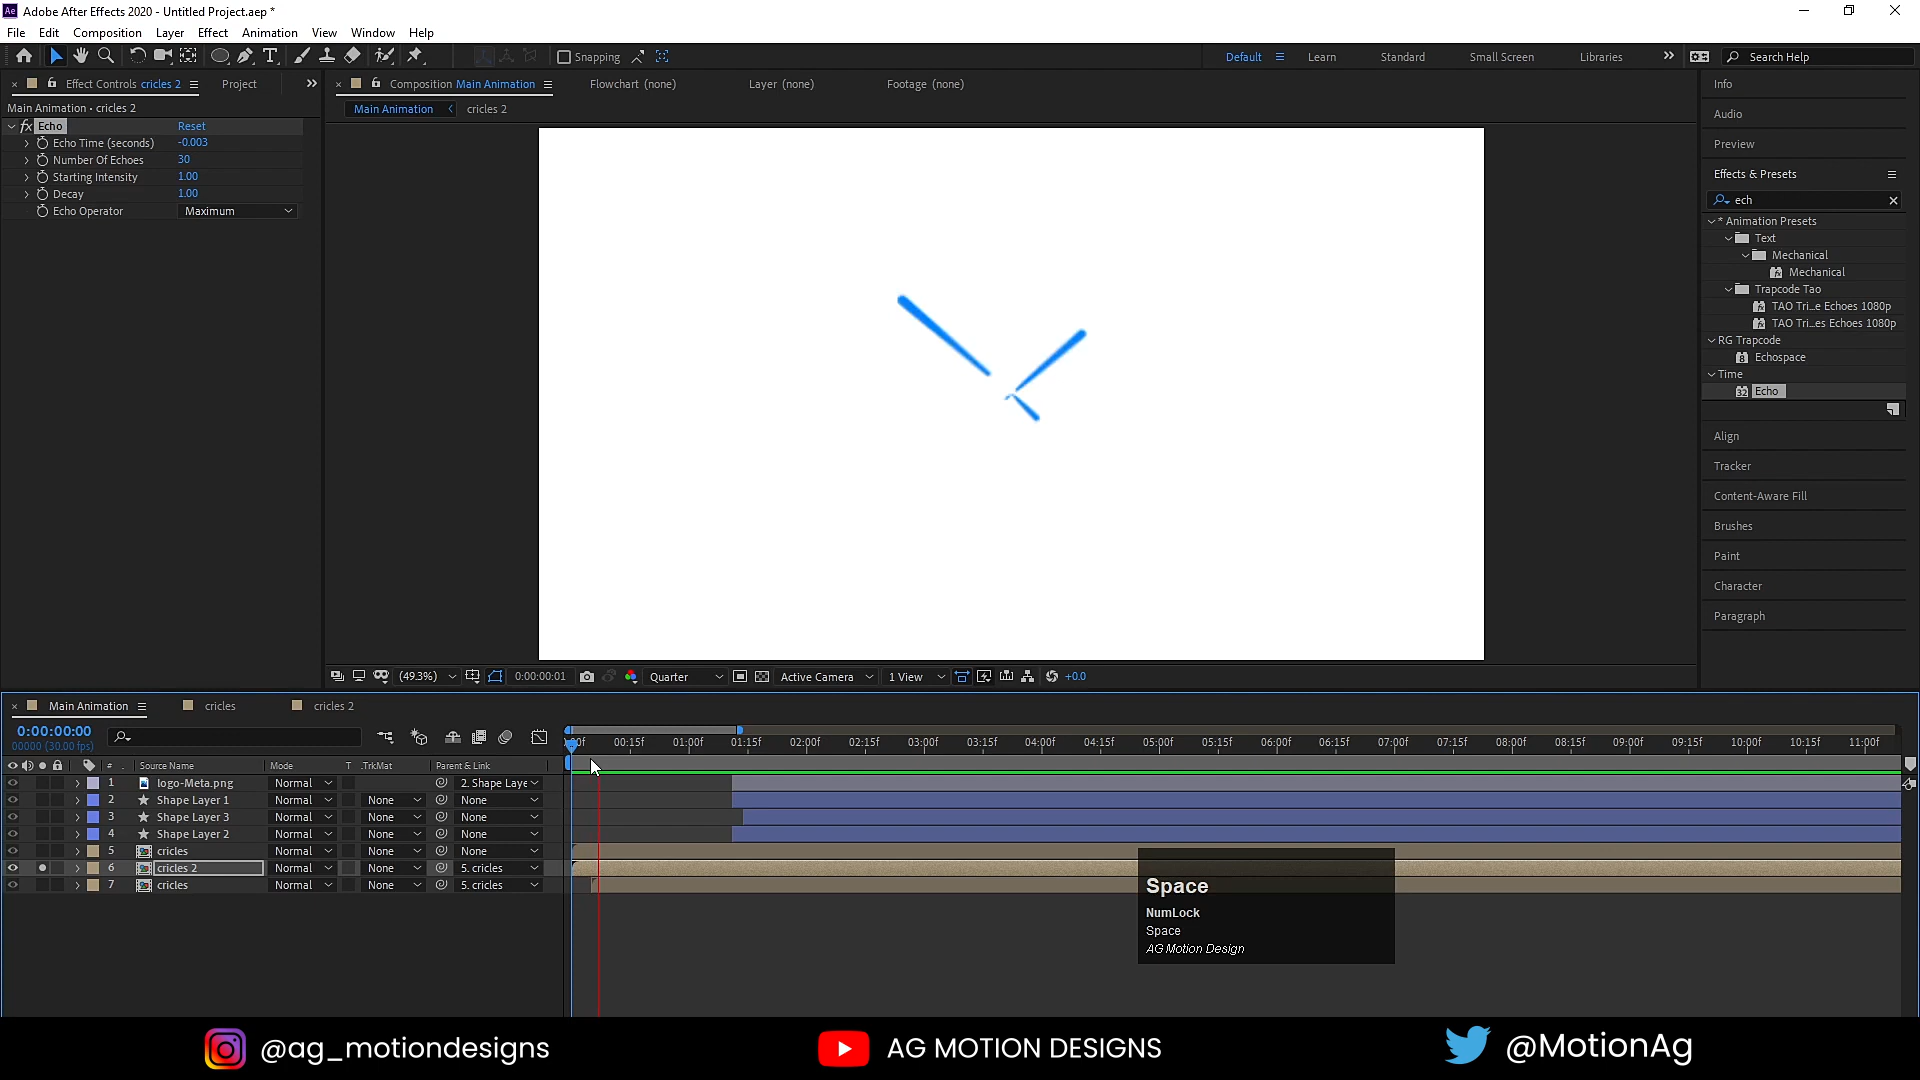 Adobe After Effects 2020 - Untitled Project.aep *
File Edit Composition Layer Effect Animation View Window Help
Snapping
Default Learn Standard Small Screen Libraries Search Help
Effect Controls cricles 2 Project
Main Animation • cricles 2
fx Echo Reset
Echo Time (seconds) -0.003
Number Of Echoes 30
Starting Intensity 1.00
Decay 1.00
Echo Operator Maximum
Composition Main Animation Flowchart (none) Layer (none) Footage (none)
Main Animation cricles 2
(49.3%) 0:00:00:01 Quarter Active Camera 1 View +0.0
Info
Audio
Preview
Effects & Presets
ech
* Animation Presets
Text
Mechanical
Mechanical
Trapcode Tao
TAO Tri...e Echoes 1080p
TAO Tri...es Echoes 1080p
RG Trapcode
Echospace
Time
Echo
Align
Tracker
Content-Aware Fill
Brushes
Paint
Character
Paragraph
Main Animation cricles cricles 2
0:00:00:00
00000 (30.00 fps)
00:15f 01:00f 01:15f 02:00f 02:15f 03:00f 03:15f 04:00f 04:15f 05:00f 05:15f 06:00f 06:15f 07:00f 07:15f 08:00f 08:15f 09:00f 09:15f 10:00f 10:15f 11:00f
# Source Name Mode T .TrkMat Parent & Link
1 logo-Meta.png Normal 2. Shape Laye
2 Shape Layer 1 Normal None None
3 Shape Layer 3 Normal None None
4 Shape Layer 2 Normal None None
5 cricles Normal None None
6 cricles 2 Normal None 5. cricles
7 cricles Normal None 5. cricles
Space
NumLock
Space
AG Motion Design
@ag_motiondesigns AG MOTION DESIGNS @MotionAg